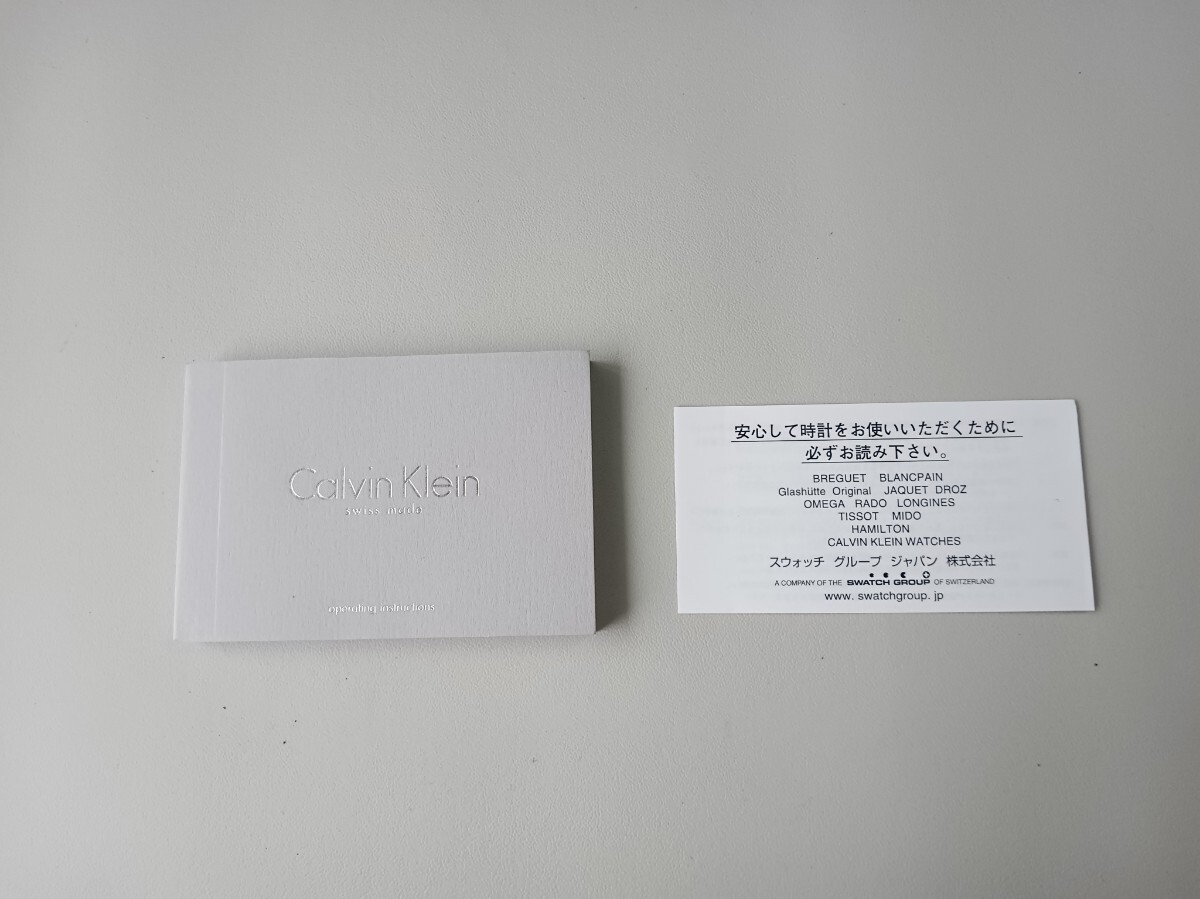 Calvin Klein
swiss made
operating instructions
安心して時計をお使いいただくために
必ずお読み下さい。
BREGUET BLANCPAIN
Glashütte Original JAQUET DROZ
OMEGA RADO LONGINES
TISSOT MIDO
HAMILTON
CALVIN KLEIN WATCHES
スウォッチ グループ ジャパン 株式会社
A COMPANY OF THE SWATCH GROUP OF SWITZERLAND
www. swatchgroup. jp